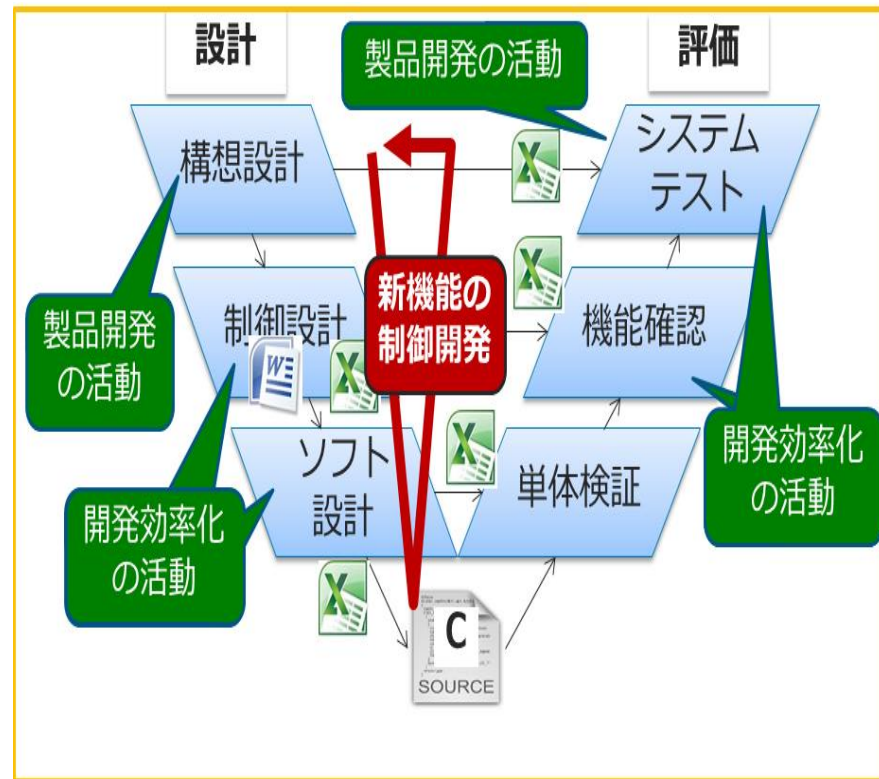 設計
製品開発の活動
評価
構想設計
システム
テスト
新機能の
制御開発
製品開発
の活動
制御設計
機能確認
ソフト
設計
単体検証
開発効率化
の活動
開発効率化
の活動
C
SOURCE